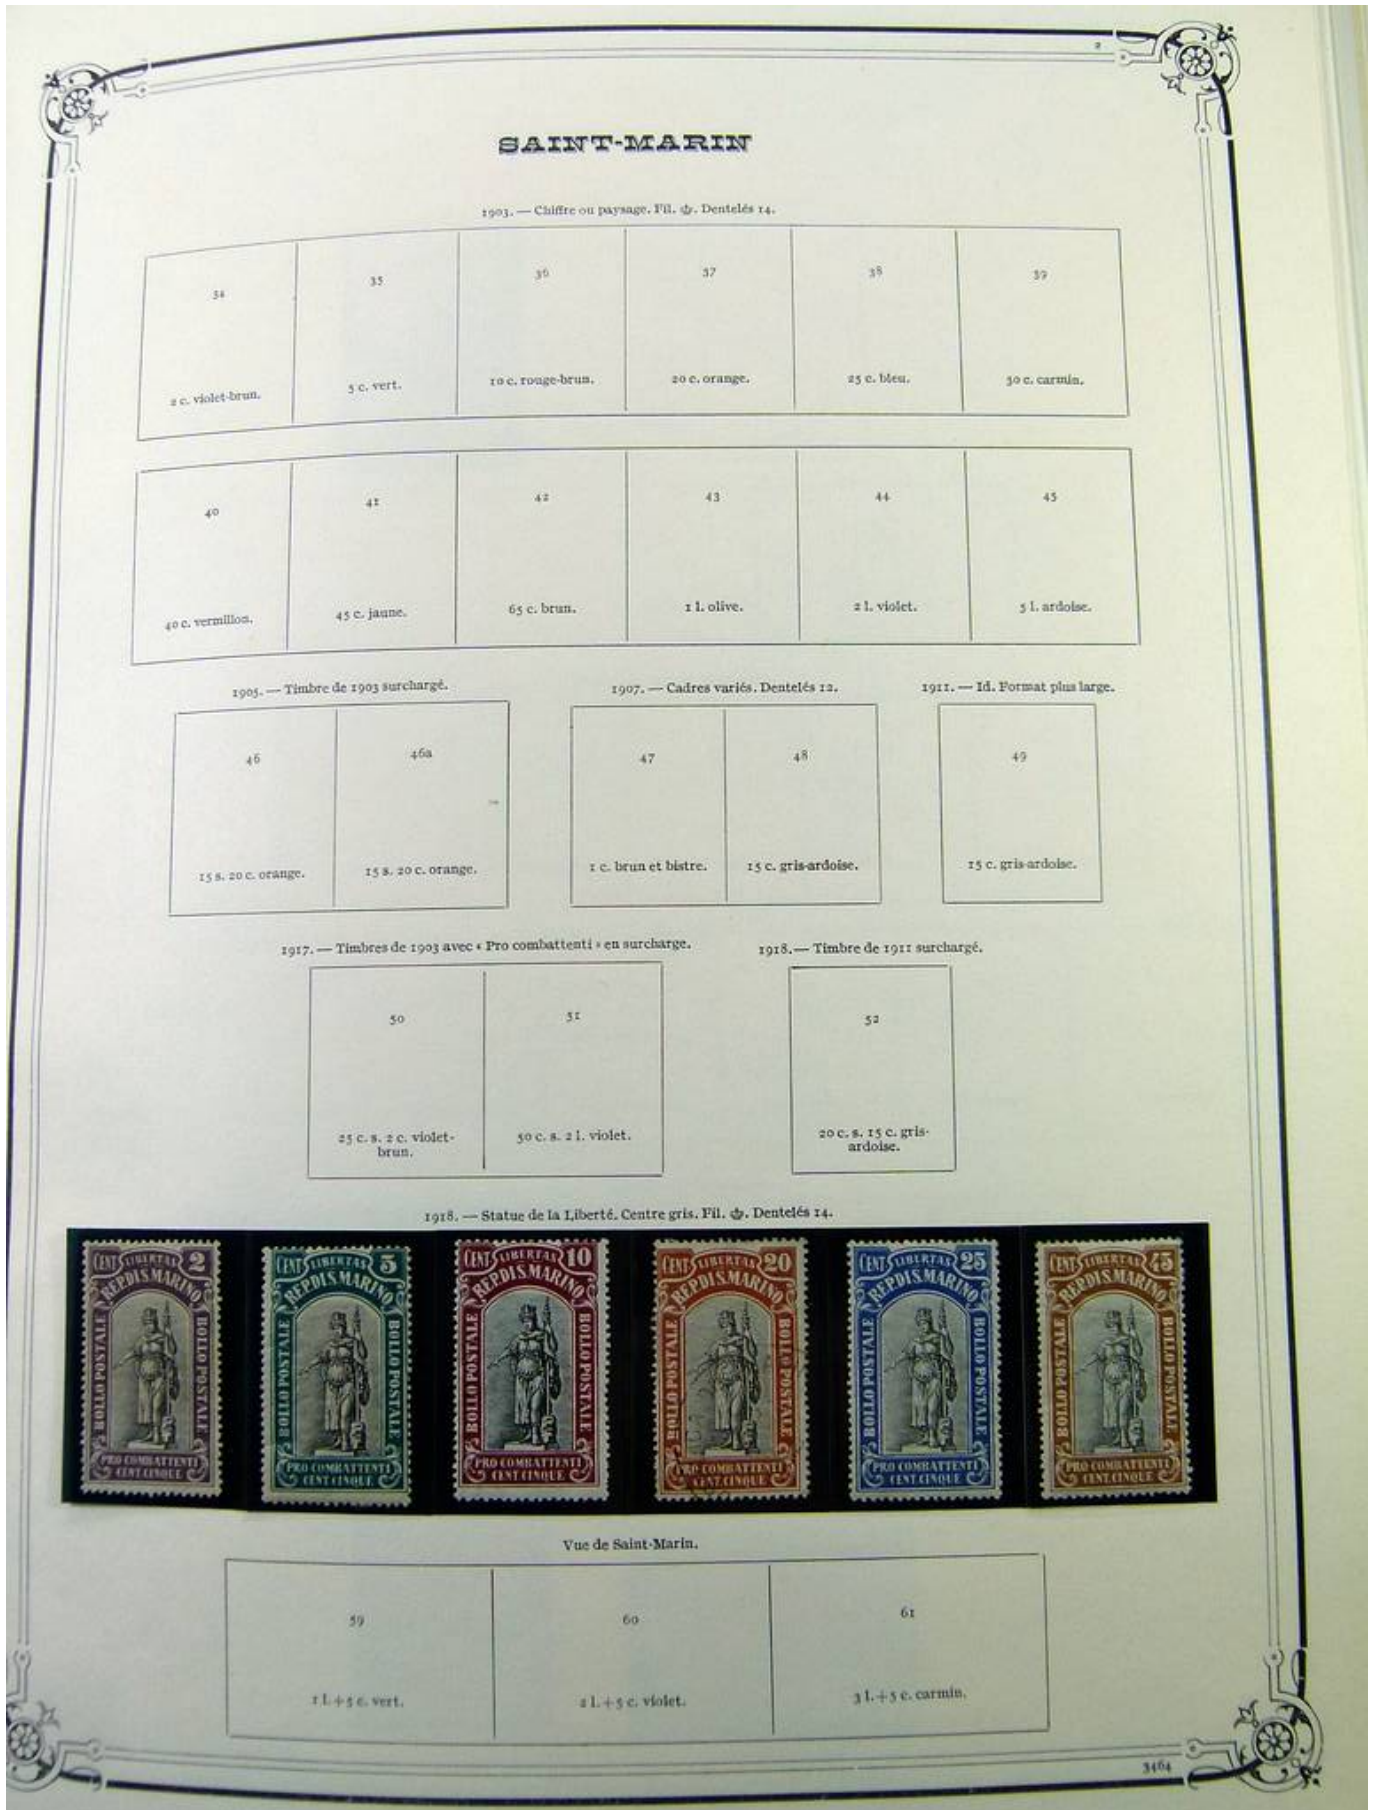 2
SAINT-MARIN
1903. — Chiffre ou paysage. Fil. Dentelés 14.
34 35 36 37 38 39
2 c. violet-brun. 5 c. vert. 10 c. rouge-brun. 20 c. orange. 25 c. bleu. 30 c. carmin.
40 41 42 43 44 45
40 c. vermillon. 45 c. jaune. 65 c. brun. 1 l. olive. 2 l. violet. 5 l. ardoise.
1905. — Timbre de 1903 surchargé. 1907. — Cadres variés. Dentelés 12. 1911. — Id. Format plus large.
46 46a 47 48 49
15 s. 20 c. orange. 15 s. 20 c. orange. 1 c. brun et bistre. 15 c. gris-ardoise. 15 c. gris-ardoise.
1917. — Timbres de 1903 avec « Pro combattenti » en surcharge. 1918. — Timbre de 1911 surchargé.
50 51 52
25 c. s. 2 c. violet- 50 c. s. 2 l. violet. 20 c. s. 15 c. gris-
brun. ardoise.
1918. — Statue de la Liberté. Centre gris. Fil. Dentelés 14.
CENT LIBERTAS 2
REP. DI S. MARINO
BOLLO POSTALE BOLLO POSTALE
PRO COMBATTENTI
CENT. CINQUE
CENT LIBERTAS 5
REP. DI S. MARINO
BOLLO POSTALE BOLLO POSTALE
PRO COMBATTENTI
CENT. CINQUE
CENT LIBERTAS 10
REP. DI S. MARINO
BOLLO POSTALE BOLLO POSTALE
PRO COMBATTENTI
CENT. CINQUE
CENT LIBERTAS 20
REP. DI S. MARINO
BOLLO POSTALE BOLLO POSTALE
PRO COMBATTENTI
CENT. CINQUE
CENT LIBERTAS 25
REP. DI S. MARINO
BOLLO POSTALE BOLLO POSTALE
PRO COMBATTENTI
CENT. CINQUE
CENT LIBERTAS 45
REP. DI S. MARINO
BOLLO POSTALE BOLLO POSTALE
PRO COMBATTENTI
CENT. CINQUE
Vue de Saint-Marin.
59 60 61
1 l. + 5 c. vert. 2 l. + 5 c. violet. 3 l. + 5 c. carmin.
3464